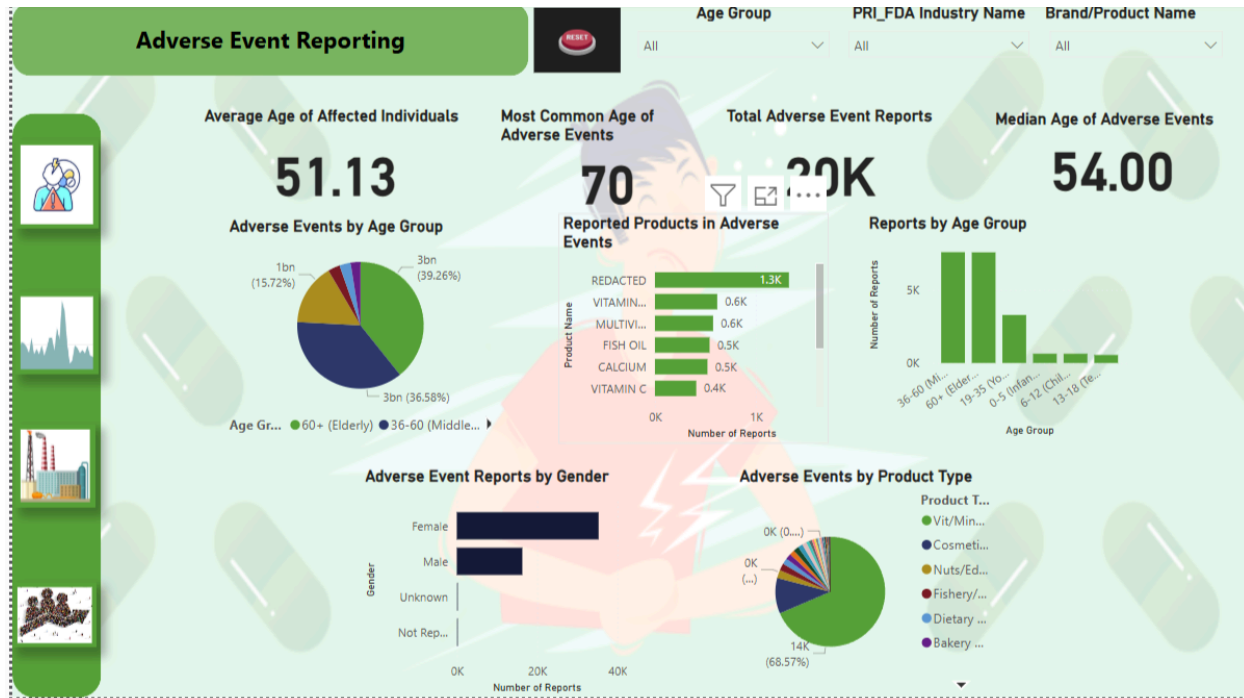 Adverse Event Reporting
RESET
Age Group
All
PRI_FDA Industry Name
All
Brand/Product Name
All
Average Age of Affected Individuals
51.13
Most Common Age of
Adverse Events
70
Total Adverse Event Reports
20K
Median Age of Adverse Events
54.00
Adverse Events by Age Group
1bn
(15.72%)
3bn
(39.26%)
3bn (36.58%)
Age Gr...
60+ (Elderly)
36-60 (Middle...
Reported Products in Adverse
Events
Product Name
REDACTED
1.3K
VITAMIN...
0.6K
MULTIVI...
0.6K
FISH OIL
0.5K
CALCIUM
0.5K
VITAMIN C
0.4K
0K
1K
Number of Reports
Reports by Age Group
Number of Reports
5K
0K
36-60 (Mi...
60+ (Elder...
19-35 (Yo...
0-5 (Infan...
6-12 (Chil...
13-18 (Te...
Age Group
Adverse Event Reports by Gender
Gender
Female
Male
Unknown
Not Rep...
0K
20K
40K
Number of Reports
Adverse Events by Product Type
0K (0....)
0K
(...)
14K
(68.57%)
Product T...
Vit/Min...
Cosmeti...
Nuts/Ed...
Fishery/...
Dietary ...
Bakery ...